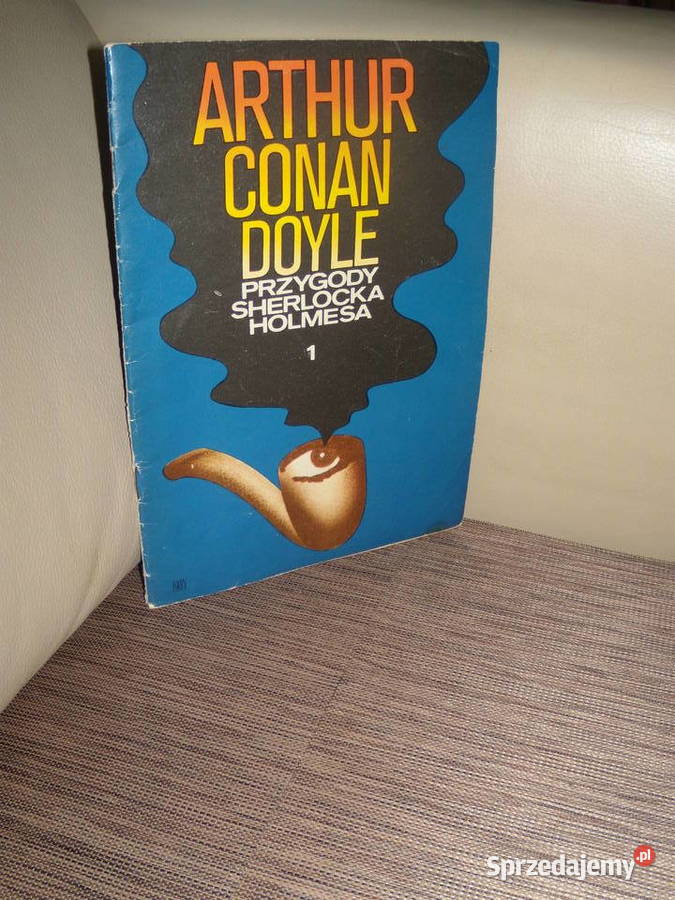 ARTHUR
CONAN
DOYLE
PRZYGODY
SHERLOCKA
HOLMESA
1
Sprzedajemy.pl